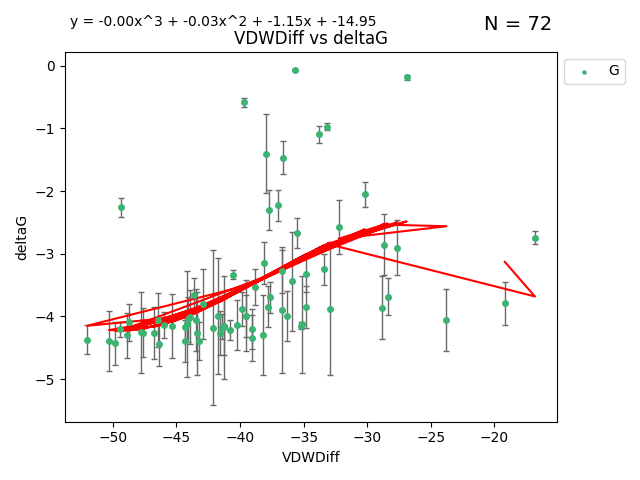 y = -0.00x^3 + -0.03x^2 + -1.15x + -14.95
N = 72
VDWDiff vs deltaG
G
deltaG
0
−1
−2
−3
−4
−5
−50 −45 −40 −35 −30 −25 −20
VDWDiff